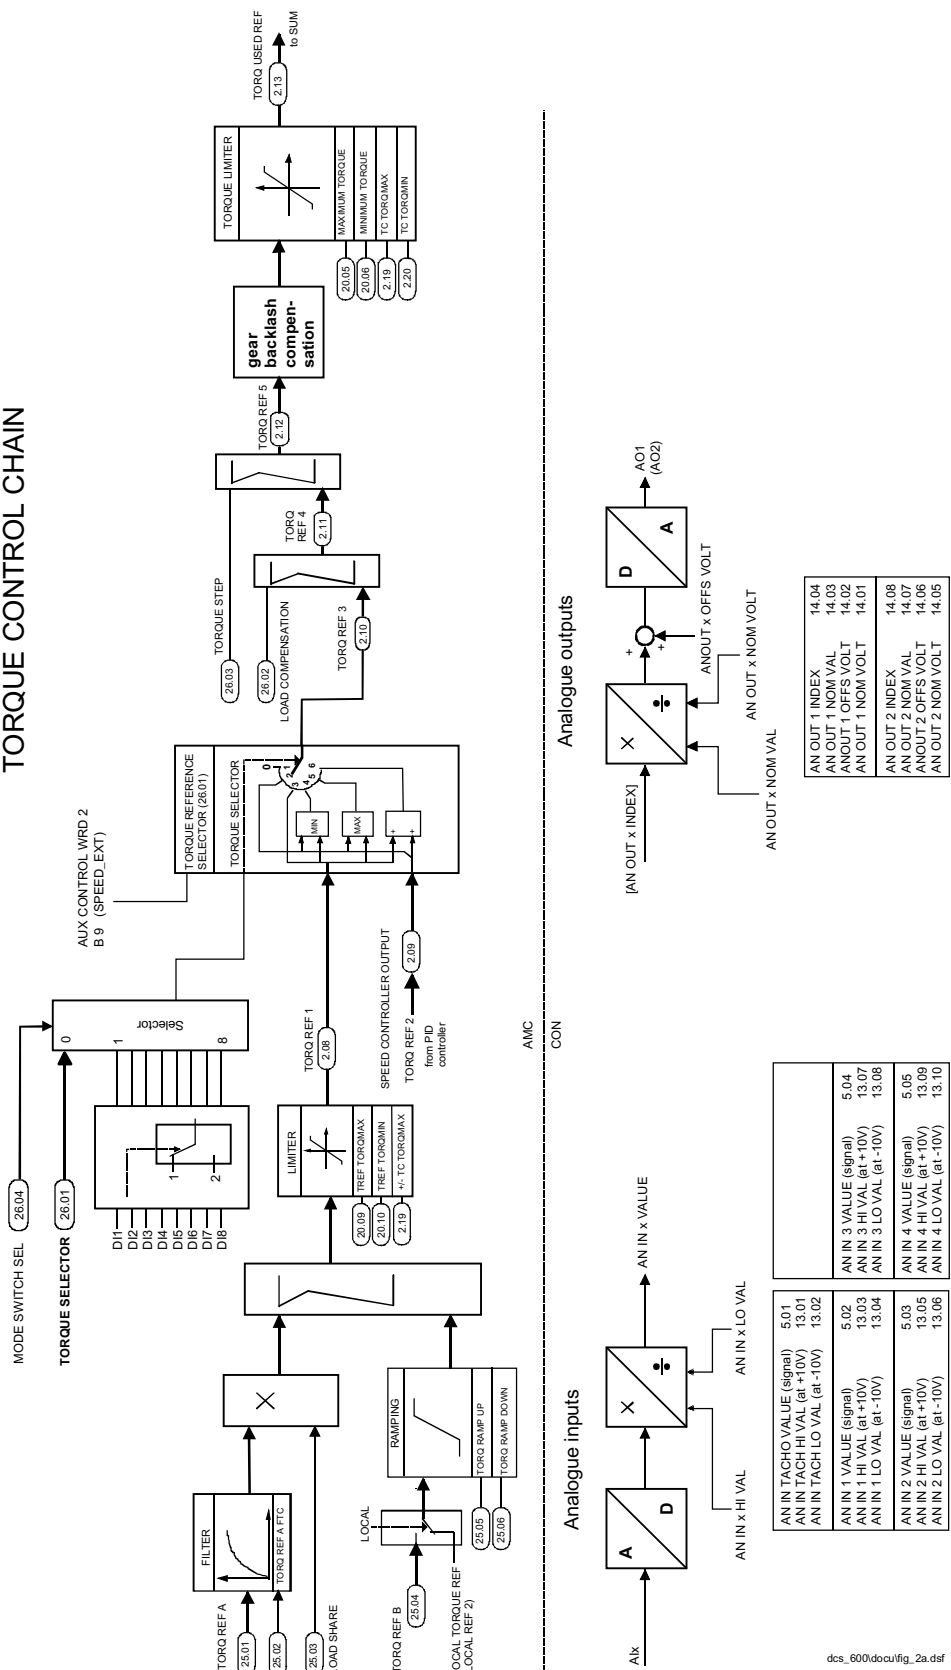 TORQUE CONTROL CHAIN
TORQ REF A
25.01
25.02
25.03
FILTER
TORQ REF A FTC
TORQ REF B
25.04
LOCAL
RAMPING
TORQ RAMP UP
TORQ RAMP DOWN
25.05
25.06
MODE SWITCH SEL
26.04
TORQUE SELECTOR
26.01
DI1
DI2
DI3
DI4
DI5
DI6
DI7
DI8
1
2
0
1
8
Selector
LIMITER
TREF TORQMAX
TREF TORQMIN
+/- TC TORQMAX
20.09
20.10
2.19
TORQ REF 1
2.08
SPEED CONTROLLER OUTPUT
2.09
TORQ REF 2
from PID
controller
AUX CONTROL WRD 2
B 9 (SPEED_EXT)
TORQUE REFERENCE
SELECTOR (26.01)
TORQUE SELECTOR
0
1
2
3
4
5
6
MIN
MAX
+
+
TORQ REF 3
2.10
LOAD COMPENSATION
26.02
TORQUE STEP
26.03
TORQ
REF 4
2.11
TORQ REF 5
2.12
gear
backlash
compen-
sation
TORQUE LIMITER
MAXIMUM TORQUE
MINIMUM TORQUE
TC TORQMAX
TC TORQMIN
20.05
20.06
2.19
2.20
TORQ USED REF
2.13
to SUM
AMC
CON
Analogue inputs
AIx
A
D
X
÷
AN IN x VALUE
AN IN x HI VAL
AN IN x LO VAL
AN IN TACHO VALUE (signal) 5.01
AN IN TACH HI VAL (at +10V) 13.01
AN IN TACH LO VAL (at -10V) 13.02
AN IN 1 VALUE (signal) 5.02
AN IN 1 HI VAL (at +10V) 13.03
AN IN 1 LO VAL (at -10V) 13.04
AN IN 2 VALUE (signal) 5.03
AN IN 2 HI VAL (at +10V) 13.05
AN IN 2 LO VAL (at -10V) 13.06
AN IN 3 VALUE (signal) 5.04
AN IN 3 HI VAL (at +10V) 13.07
AN IN 3 LO VAL (at -10V) 13.08
AN IN 4 VALUE (signal) 5.05
AN IN 4 HI VAL (at +10V) 13.09
AN IN 4 LO VAL (at -10V) 13.10
Analogue outputs
[AN OUT x INDEX]
X
÷
+
+
D
A
AO1
(AO2)
ANOUT x OFFS VOLT
AN OUT x NOM VOLT
AN OUT x NOM VAL
AN OUT 1 INDEX 14.04
AN OUT 1 NOM VAL 14.03
ANOUT 1 OFFS VOLT 14.02
AN OUT 1 NOM VOLT 14.01
AN OUT 2 INDEX 14.08
AN OUT 2 NOM VAL 14.07
ANOUT 2 OFFS VOLT 14.06
AN OUT 2 NOM VOLT 14.05
dcs_600\docu\fig_2a.dsf